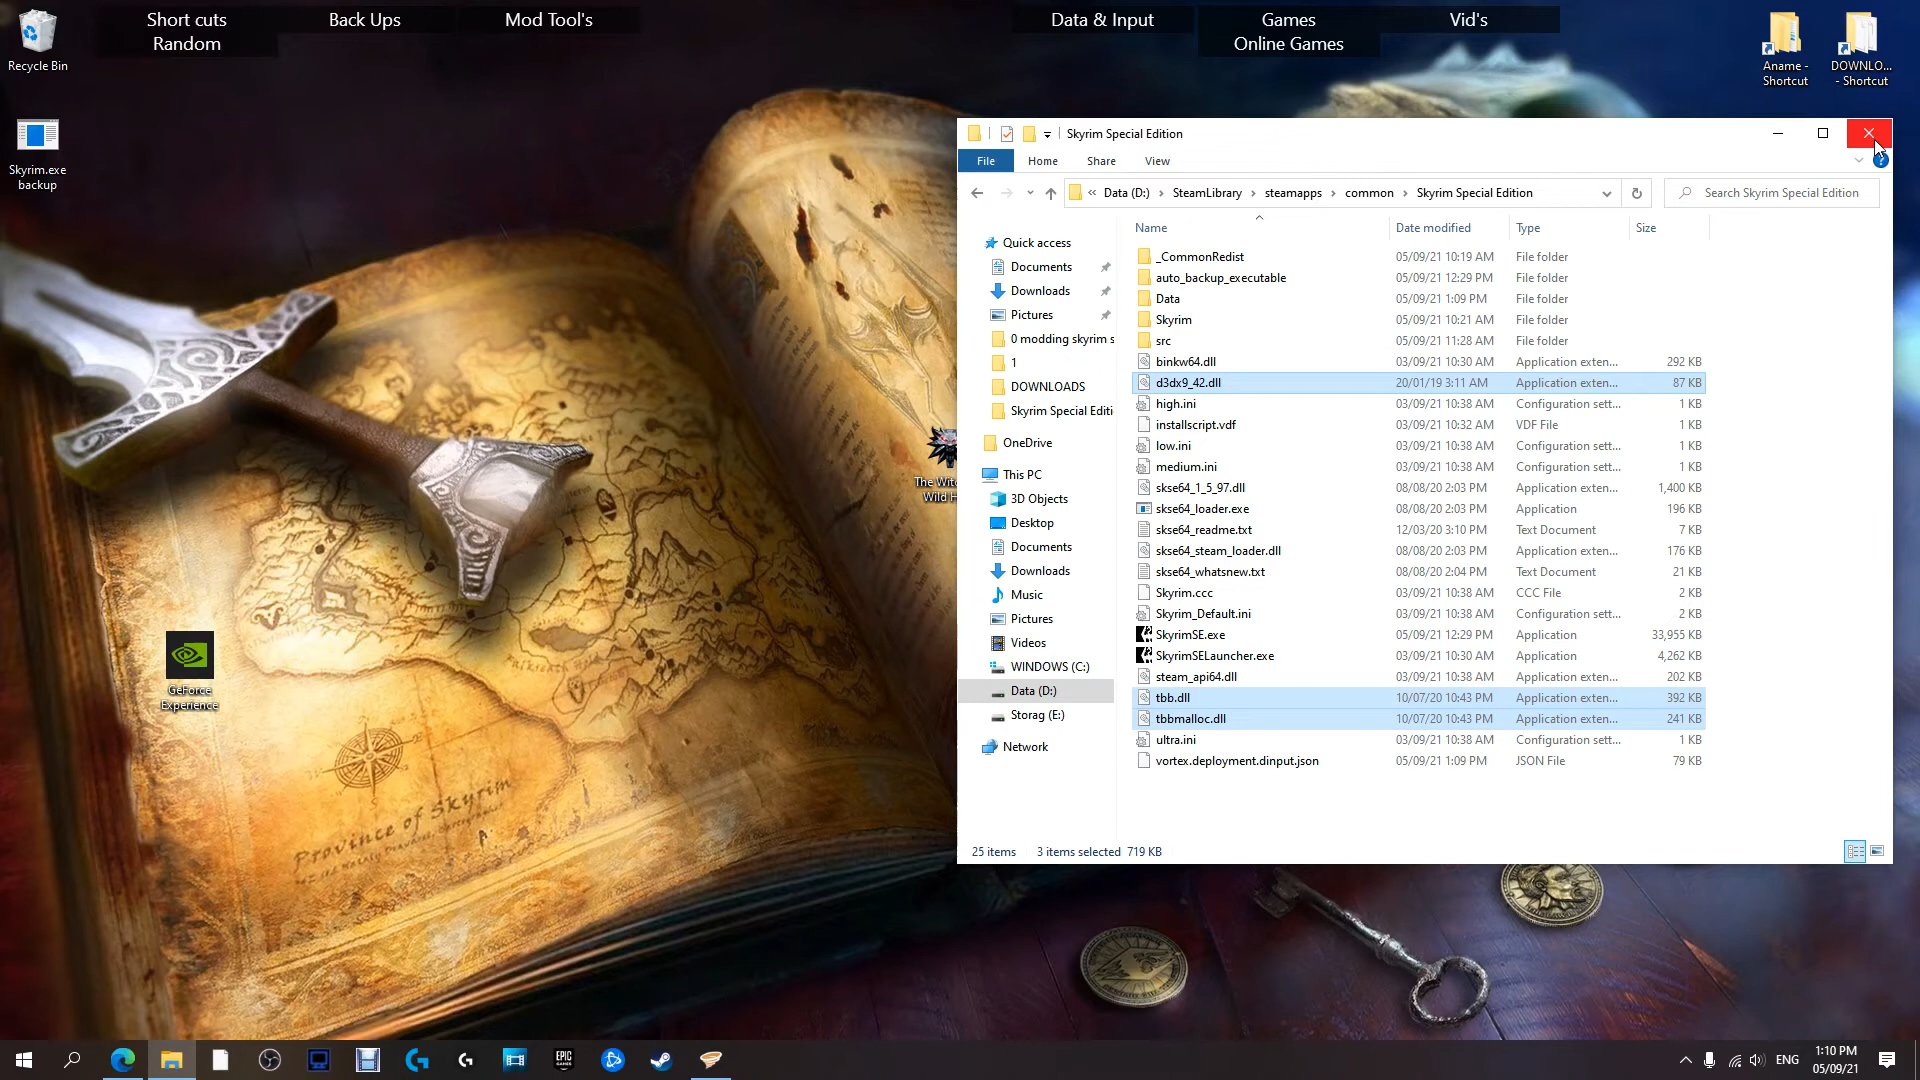 Short cuts
Random
Back Ups
Mod Tool's
Data & Input
Games
Online Games
Vid's
Recycle Bin
Skyrim.exe
backup
Aname -
Shortcut
DOWNLO...
- Shortcut
GeForce
Experience
The Witc
Wild H
Province of Skyrim
Skyrim Special Edition
File
Home
Share
View
« Data (D:) › SteamLibrary › steamapps › common › Skyrim Special Edition
Search Skyrim Special Edition
Quick access
Documents
Downloads
Pictures
0 modding skyrim s
1
DOWNLOADS
Skyrim Special Editi
OneDrive
This PC
3D Objects
Desktop
Documents
Downloads
Music
Pictures
Videos
WINDOWS (C:)
Data (D:)
Storag (E:)
Network
Name Date modified Type Size
_CommonRedist 05/09/21 10:19 AM File folder
auto_backup_executable 05/09/21 12:29 PM File folder
Data 05/09/21 1:09 PM File folder
Skyrim 05/09/21 10:21 AM File folder
src 05/09/21 11:28 AM File folder
binkw64.dll 03/09/21 10:30 AM Application exten... 292 KB
d3dx9_42.dll 20/01/19 3:11 AM Application exten... 87 KB
high.ini 03/09/21 10:38 AM Configuration sett... 1 KB
installscript.vdf 03/09/21 10:32 AM VDF File 1 KB
low.ini 03/09/21 10:38 AM Configuration sett... 1 KB
medium.ini 03/09/21 10:38 AM Configuration sett... 1 KB
skse64_1_5_97.dll 08/08/20 2:03 PM Application exten... 1,400 KB
skse64_loader.exe 08/08/20 2:03 PM Application 196 KB
skse64_readme.txt 12/03/20 3:10 PM Text Document 7 KB
skse64_steam_loader.dll 08/08/20 2:03 PM Application exten... 176 KB
skse64_whatsnew.txt 08/08/20 2:04 PM Text Document 21 KB
Skyrim.ccc 03/09/21 10:38 AM CCC File 2 KB
Skyrim_Default.ini 03/09/21 10:38 AM Configuration sett... 2 KB
SkyrimSE.exe 05/09/21 12:29 PM Application 33,955 KB
SkyrimSELauncher.exe 03/09/21 10:30 AM Application 4,262 KB
steam_api64.dll 03/09/21 10:38 AM Application exten... 202 KB
tbb.dll 10/07/20 10:43 PM Application exten... 392 KB
tbbmalloc.dll 10/07/20 10:43 PM Application exten... 241 KB
ultra.ini 03/09/21 10:38 AM Configuration sett... 1 KB
vortex.deployment.dinput.json 05/09/21 1:09 PM JSON File 79 KB
25 items 3 items selected 719 KB
EPIC
GAMES
ENG
1:10 PM
05/09/21